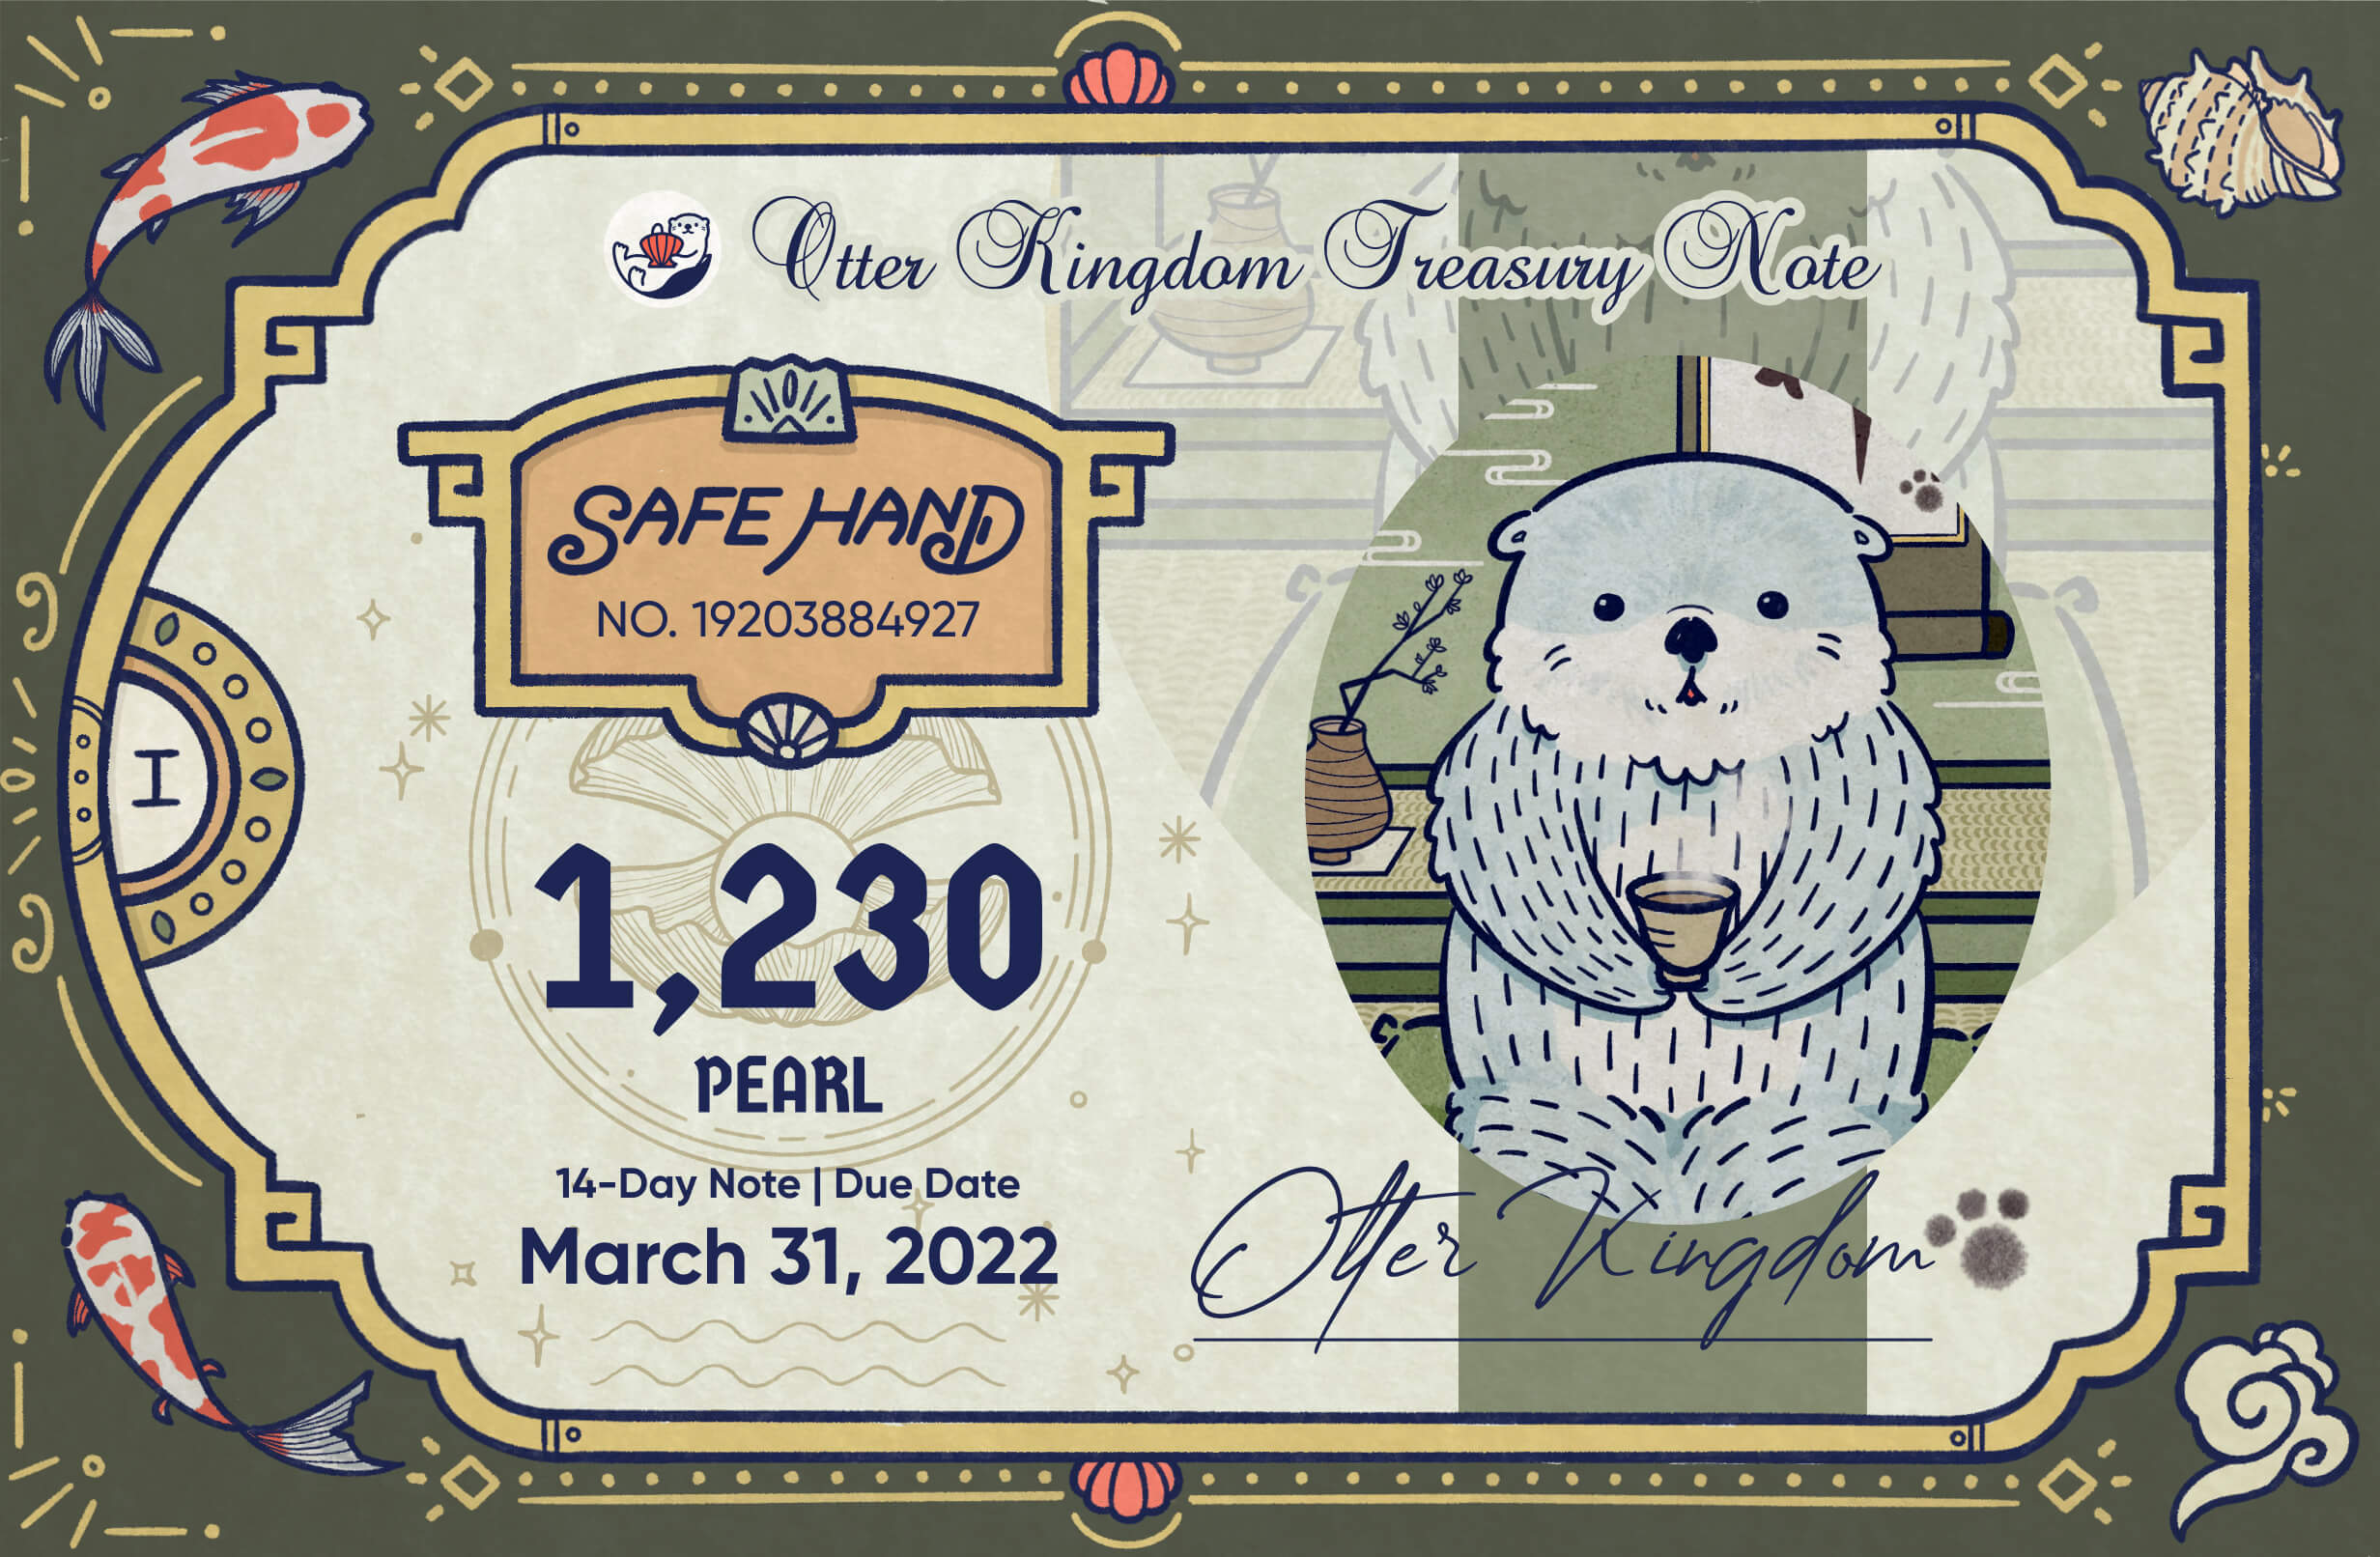 Otter Kingdom Treasury Note
SAFE HAND
NO. 19203884927
I
1,230
PEARL
14-Day Note | Due Date
March 31, 2022
Otter Kingdom